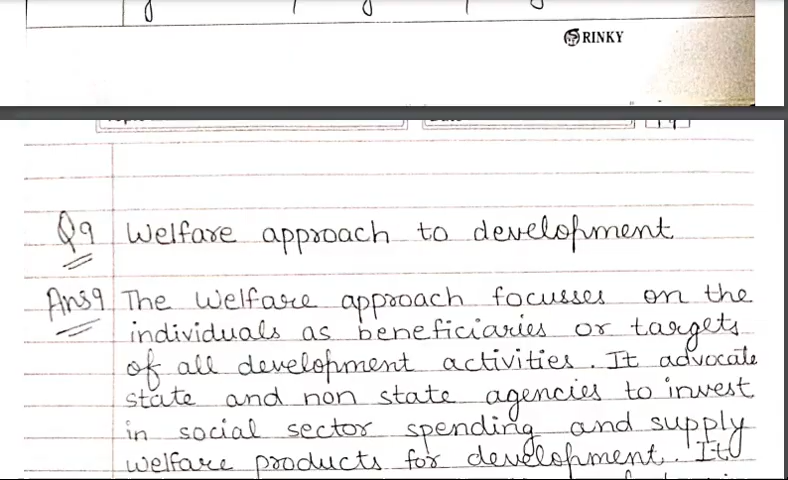 RINKY
Q9 Welfare approach to development
Ans9 The Welfare approach focusses on the
individuals as beneficiaries or targets
of all development activities. It advocate
state and non state agencies to invest
in social sector spending and supply
welfare products for development. It